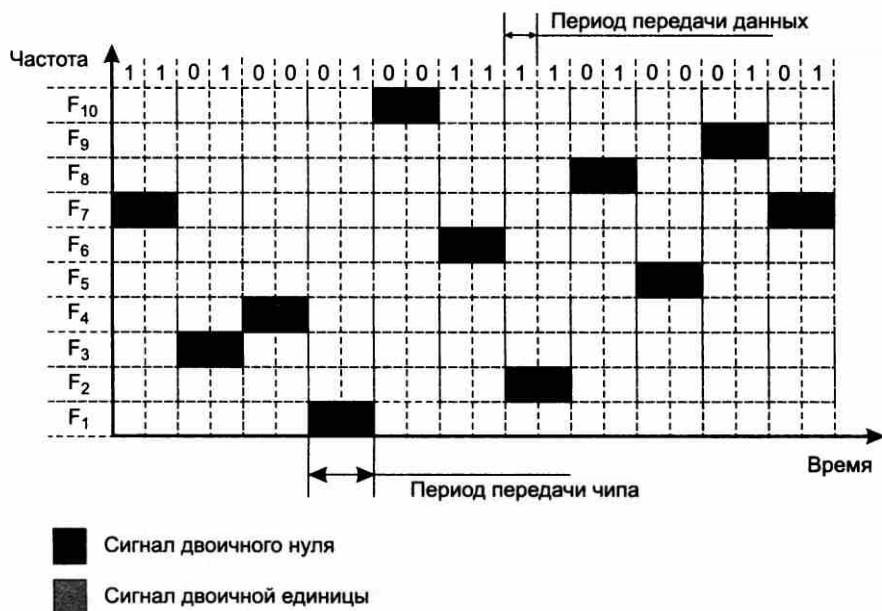 Период передачи данных
Частота
1 1 0 1 0 0 0 1 0 0 1 1 1 1 0 1 0 0 0 1 0 1
F10
F9
F8
F7
F6
F5
F4
F3
F2
F1
Время
Период передачи чипа
Сигнал двоичного нуля
Сигнал двоичной единицы